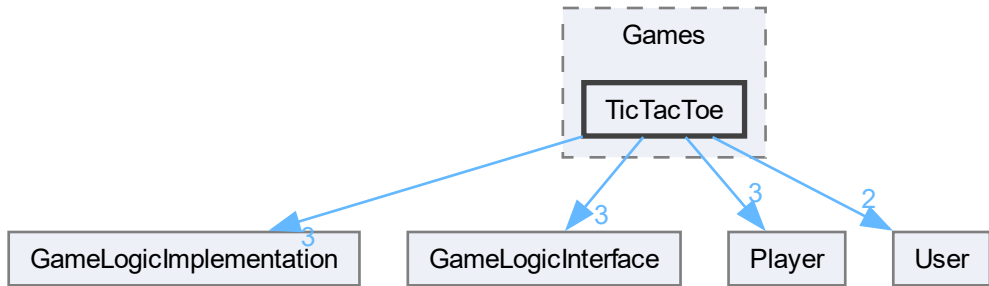 Games
TicTacToe
3
3
3
2
GameLogicImplementation
GameLogicInterface
Player
User